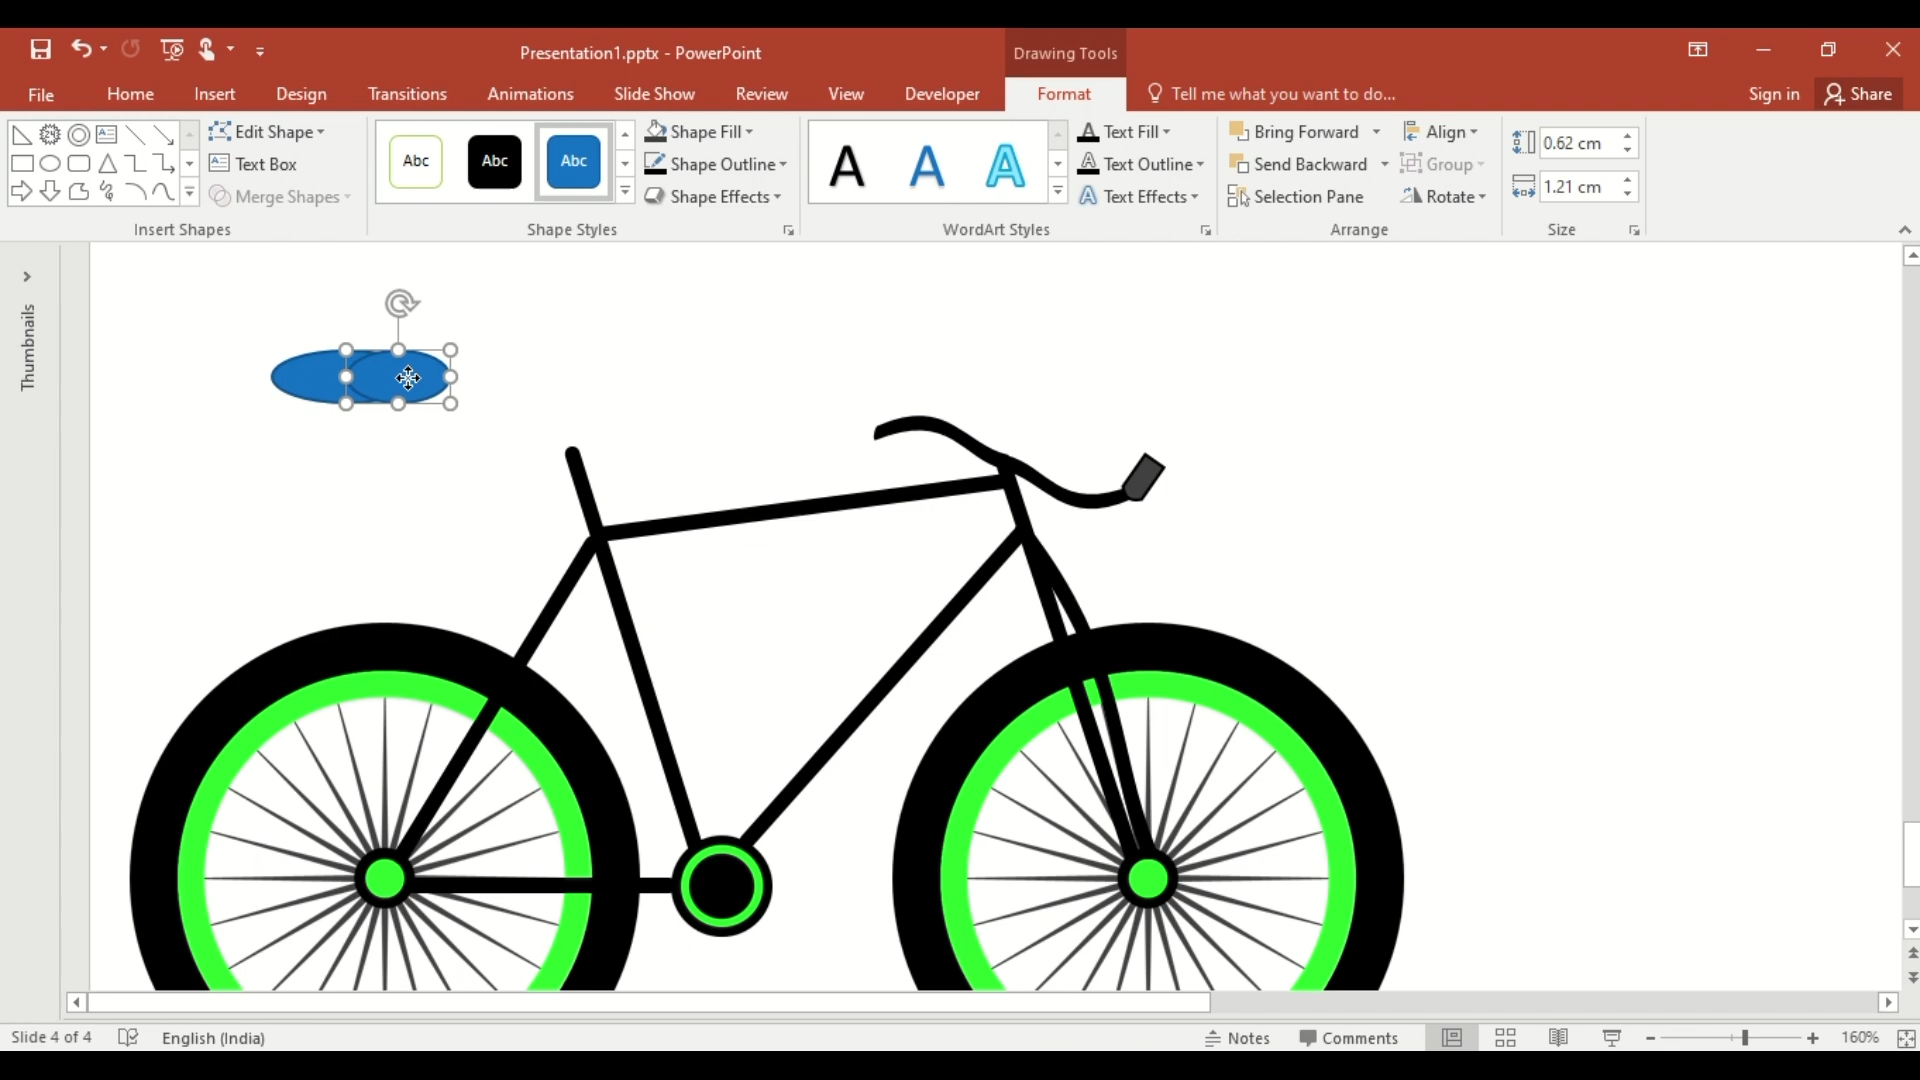 Presentation1.pptx - PowerPoint
Drawing Tools
File Home Insert Design Transitions Animations Slide Show Review View Developer Format Tell me what you want to do... Sign in Share
Edit Shape
Text Box
Merge Shapes
Insert Shapes
Abc Abc Abc
Shape Fill
Shape Outline
Shape Effects
Shape Styles
A A A
Text Fill
Text Outline
Text Effects
WordArt Styles
Bring Forward
Send Backward
Selection Pane
Align
Group
Rotate
Arrange
0.62 cm
1.21 cm
Size
Thumbnails
Slide 4 of 4 English (India) Notes Comments 160%